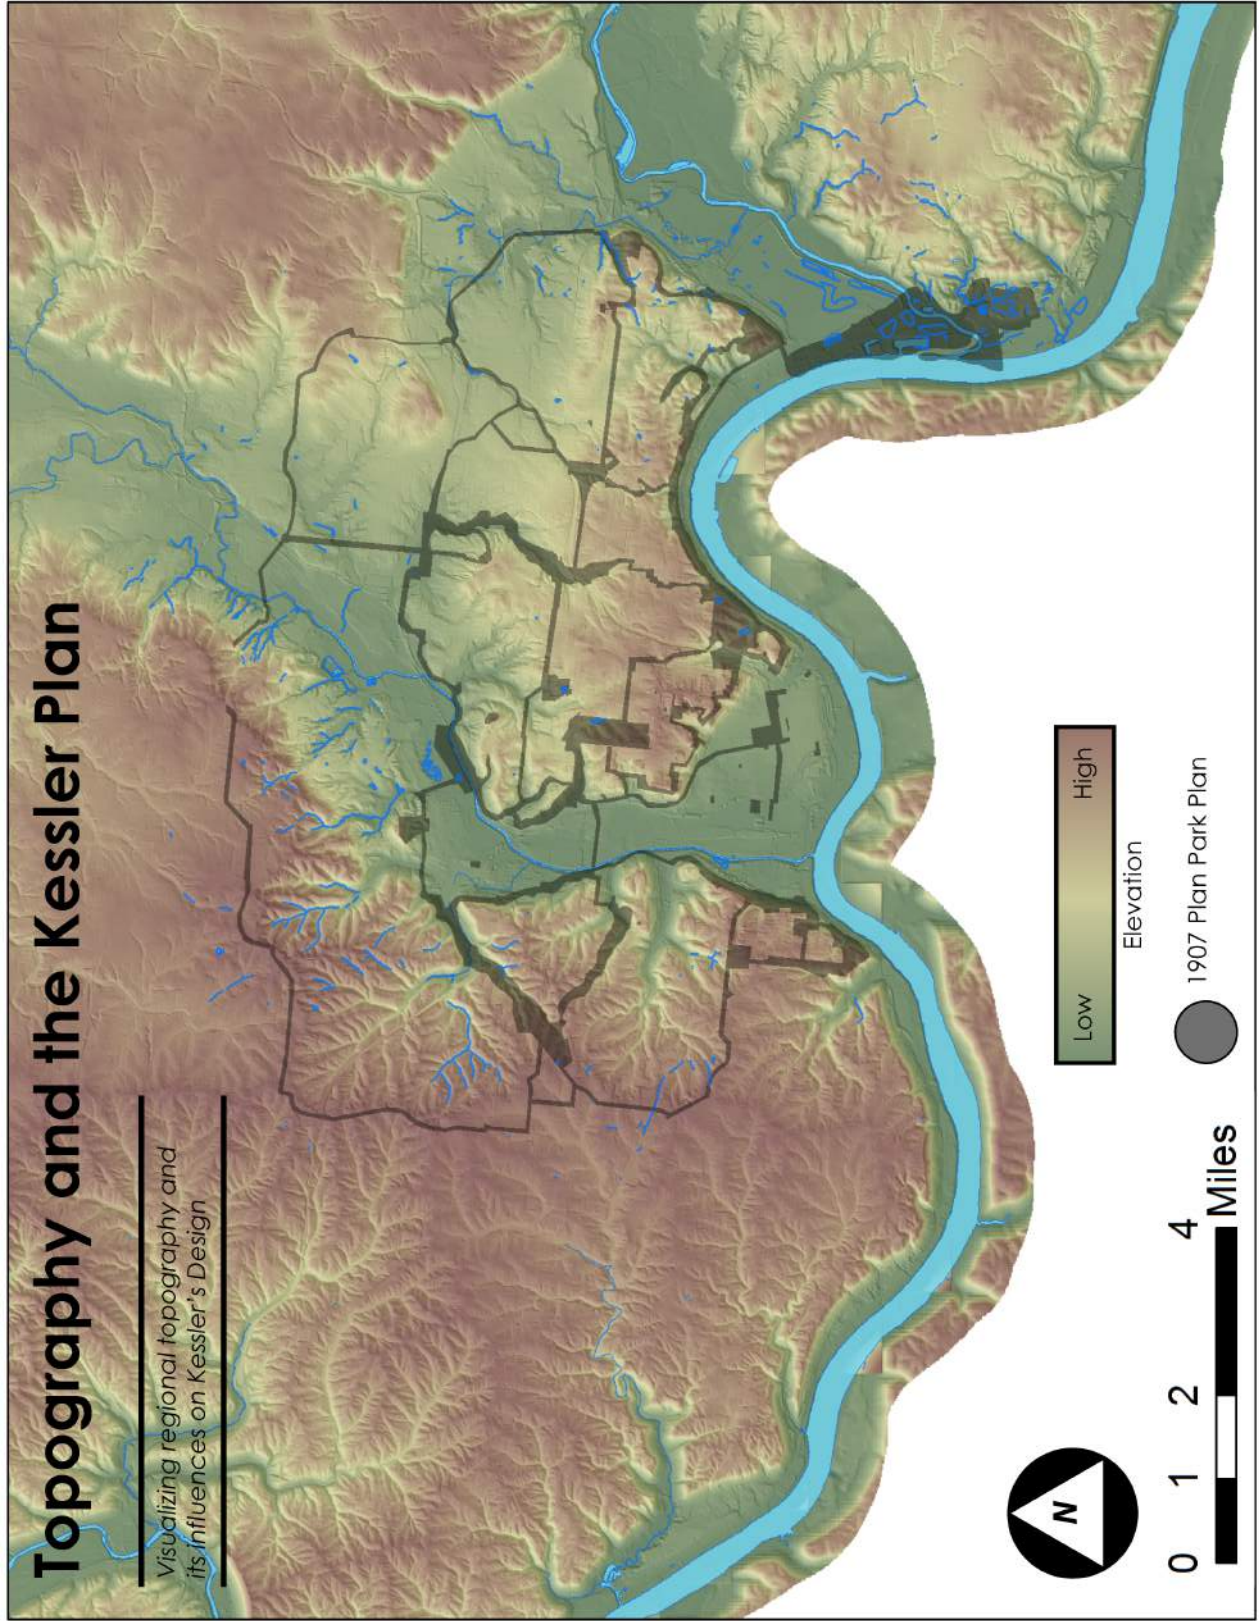 Topography and the Kessler Plan
Visualizing regional topography and
its influences on Kessler's Design
N
0 1 2 4 Miles
Low High
Elevation
1907 Plan Park Plan